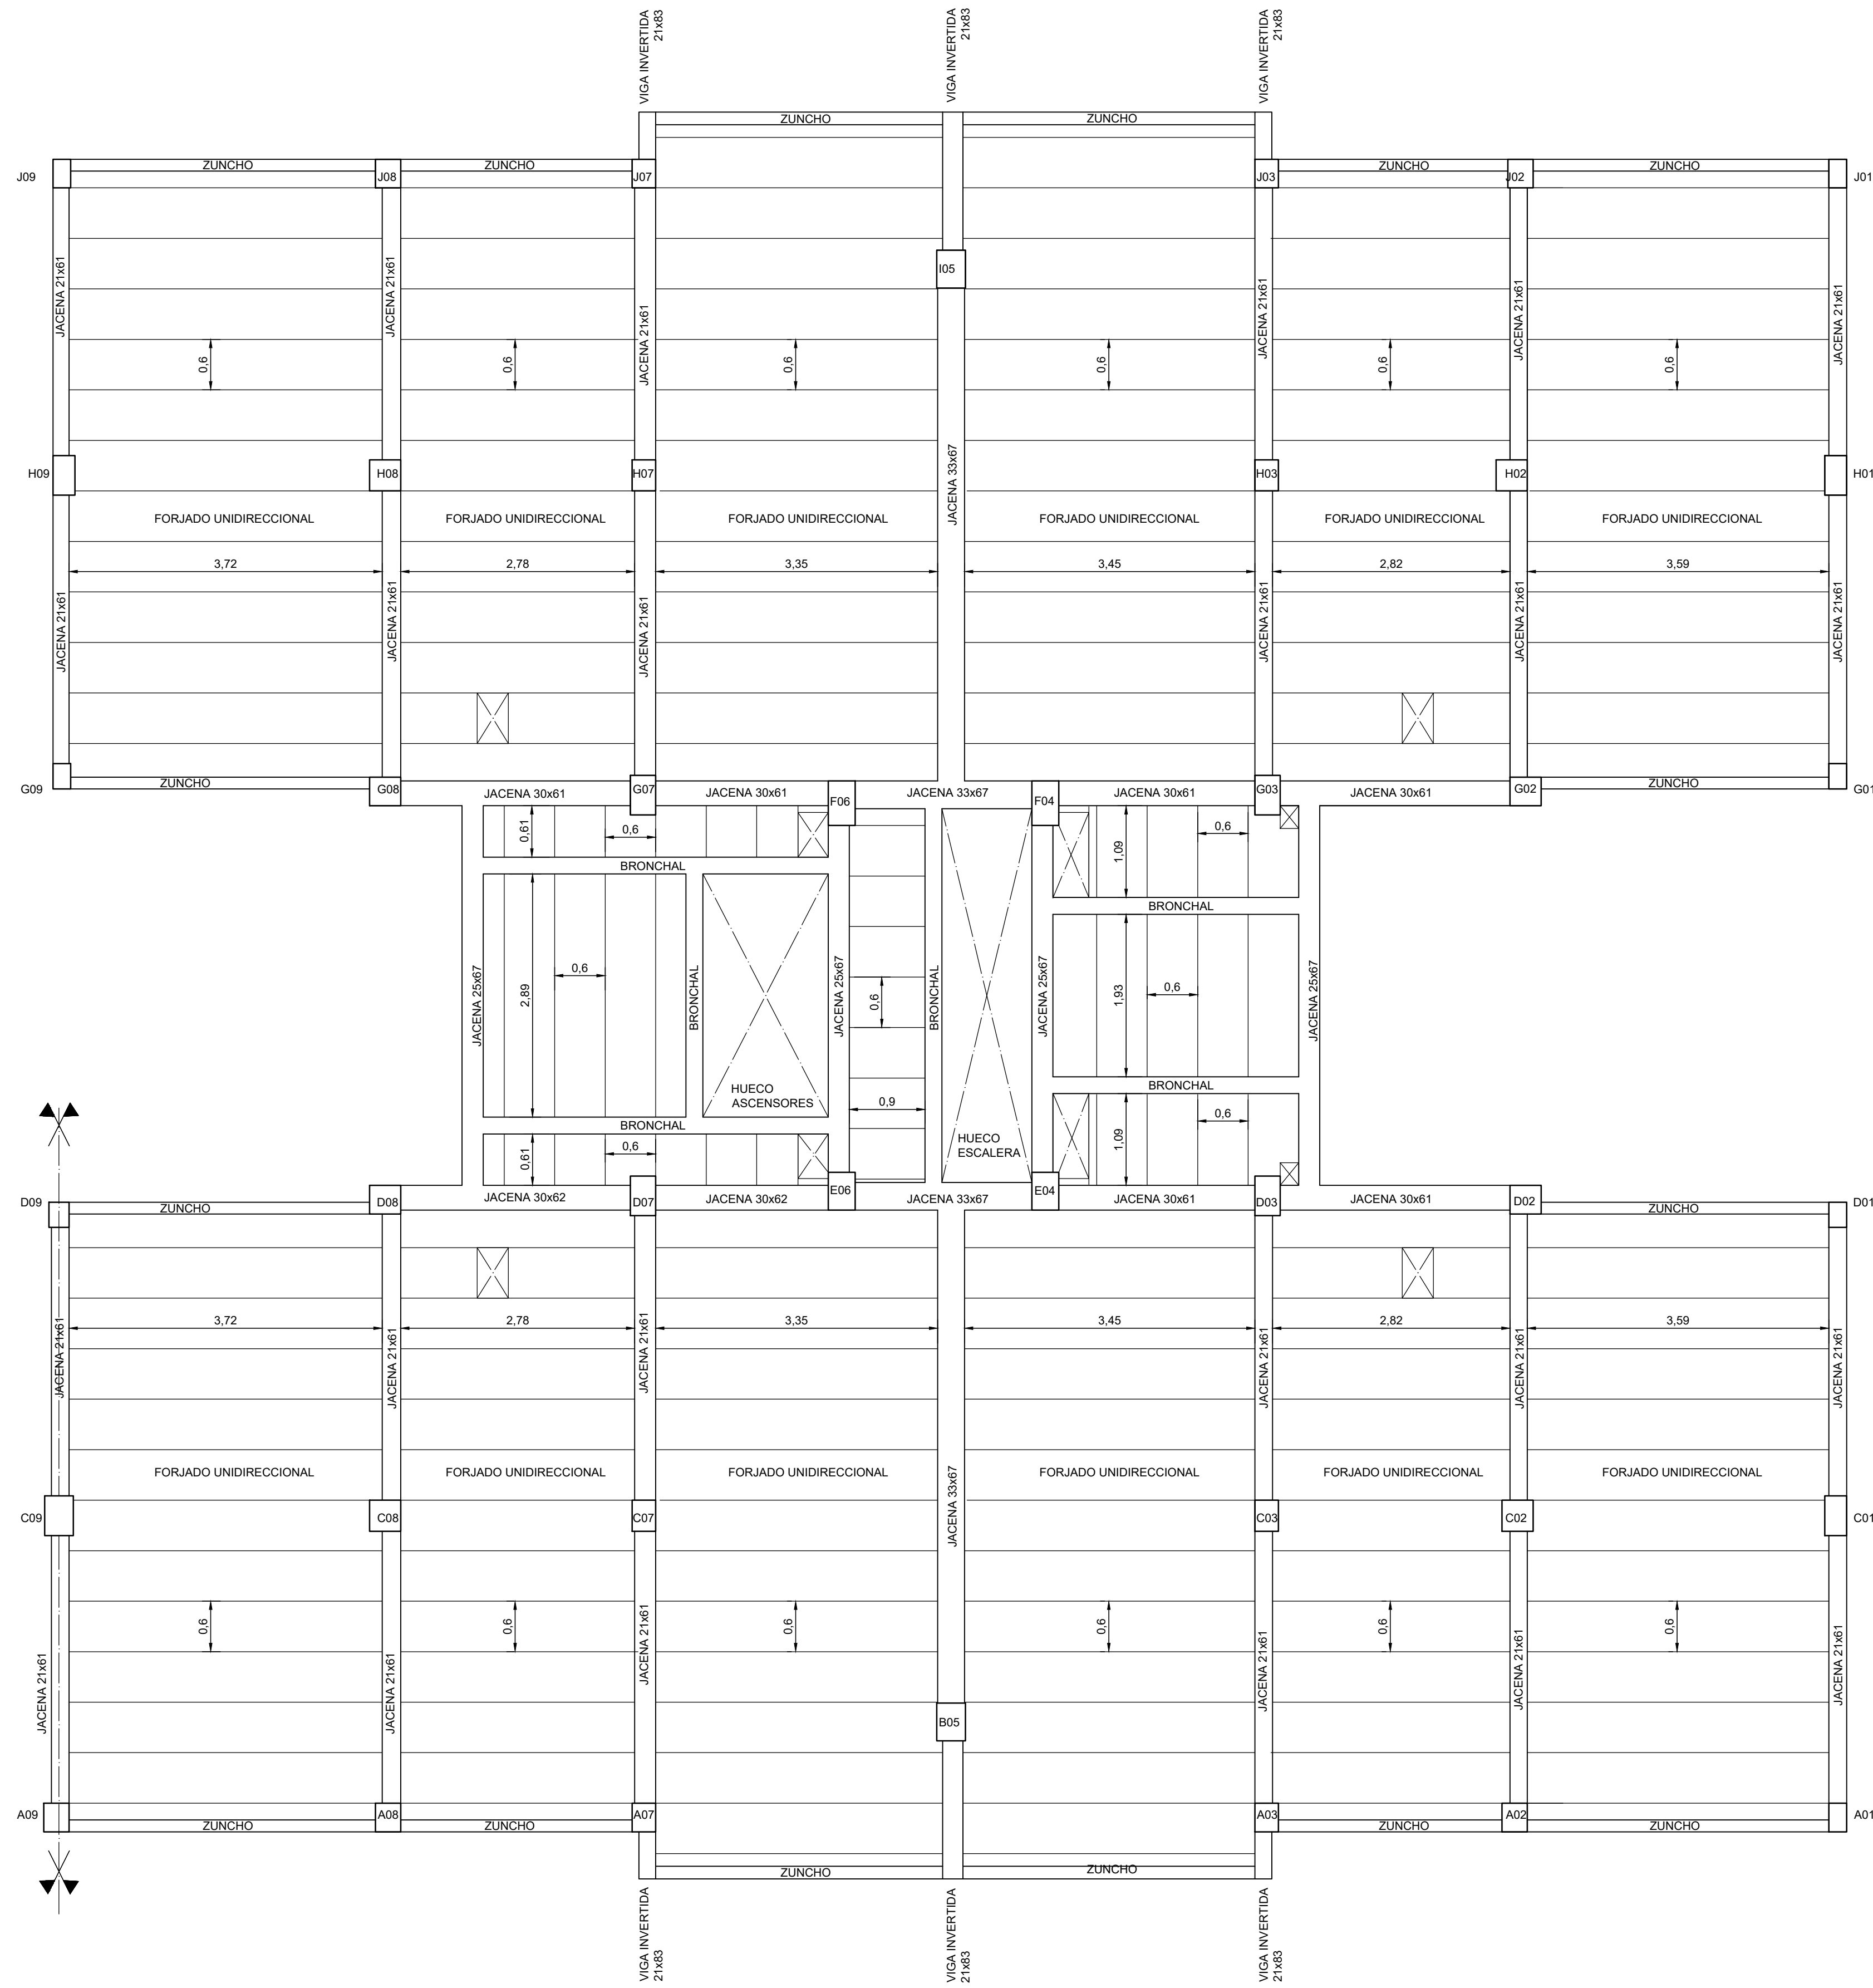 VIGA INVERTIDA
21x83
VIGA INVERTIDA
21x83
VIGA INVERTIDA
21x83
ZUNCHO
ZUNCHO
ZUNCHO
ZUNCHO
ZUNCHO
ZUNCHO
J09
J08
J07
J03
J02
J01
I05
JACENA 21x61
JACENA 21x61
JACENA 21x61
JACENA 21x61
JACENA 21x61
JACENA 21x61
0,6
0,6
0,6
0,6
0,6
0,6
JACENA 33x67
H09
H08
H07
H03
H02
H01
FORJADO UNIDIRECCIONAL
FORJADO UNIDIRECCIONAL
FORJADO UNIDIRECCIONAL
FORJADO UNIDIRECCIONAL
FORJADO UNIDIRECCIONAL
FORJADO UNIDIRECCIONAL
3,72
2,78
3,35
3,45
2,82
3,59
JACENA 21x61
JACENA 21x61
JACENA 21x61
JACENA 21x61
JACENA 21x61
JACENA 21x61
G09
ZUNCHO
G08
JACENA 30x61
G07
JACENA 30x61
F06
JACENA 33x67
F04
JACENA 30x61
G03
JACENA 30x61
G02
ZUNCHO
G01
0,61
0,6
1,09
0,6
BRONCHAL
BRONCHAL
JACENA 25x67
2,89
0,6
BRONCHAL
HUECO
ASCENSORES
JACENA 25x67
0,6
0,9
BRONCHAL
HUECO
ESCALERA
JACENA 25x67
1,93
0,6
JACENA 25x67
BRONCHAL
BRONCHAL
0,61
0,6
1,09
0,6
D09
ZUNCHO
D08
JACENA 30x62
D07
JACENA 30x62
E06
JACENA 33x67
E04
JACENA 30x61
D03
JACENA 30x61
D02
ZUNCHO
D01
3,72
2,78
3,35
3,45
2,82
3,59
JACENA 21x61
JACENA 21x61
JACENA 21x61
JACENA 21x61
JACENA 21x61
JACENA 21x61
FORJADO UNIDIRECCIONAL
FORJADO UNIDIRECCIONAL
FORJADO UNIDIRECCIONAL
FORJADO UNIDIRECCIONAL
FORJADO UNIDIRECCIONAL
FORJADO UNIDIRECCIONAL
JACENA 33x67
C09
C08
C07
C03
C02
C01
0,6
0,6
0,6
0,6
0,6
0,6
JACENA 21x61
JACENA 21x61
JACENA 21x61
JACENA 21x61
JACENA 21x61
JACENA 21x61
B05
A09
A08
A07
A03
A02
A01
ZUNCHO
ZUNCHO
ZUNCHO
ZUNCHO
ZUNCHO
ZUNCHO
VIGA INVERTIDA
21x83
VIGA INVERTIDA
21x83
VIGA INVERTIDA
21x83